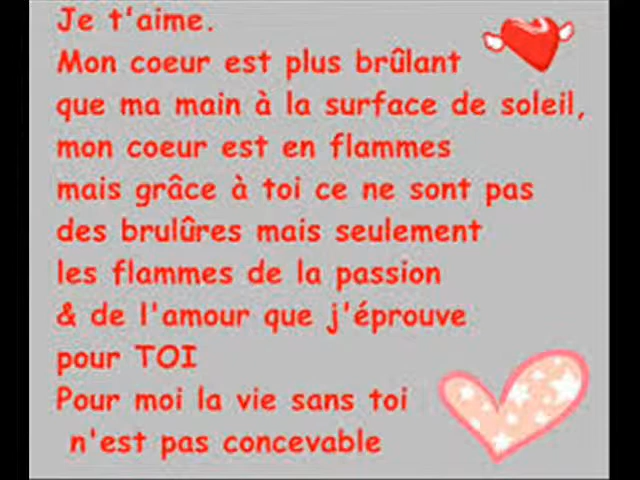 Je t'aime.
Mon coeur est plus brûlant
que ma main à la surface de soleil,
mon coeur est en flammes
mais grâce à toi ce ne sont pas
des brulûres mais seulement
les flammes de la passion
& de l'amour que j'éprouve
pour TOI
Pour moi la vie sans toi
n'est pas concevable